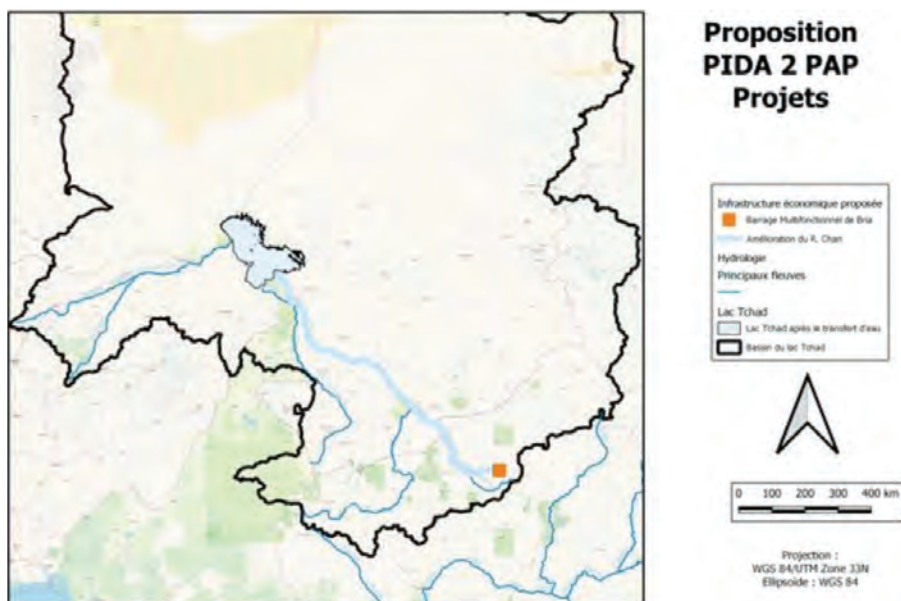 Proposition
PIDA 2 PAP
Projets
Infrastructure économique proposée
Barrage Multifonctionnel de Bria
Amélioration du R. Chari
Hydrologie
Principaux fleuves
Lac Tchad
Lac Tchad après le transfert d'eau
Bassin du lac Tchad
0 100 200 300 400 km
Projection :
WGS 84/UTM Zone 33N
Ellipsoide : WGS 84